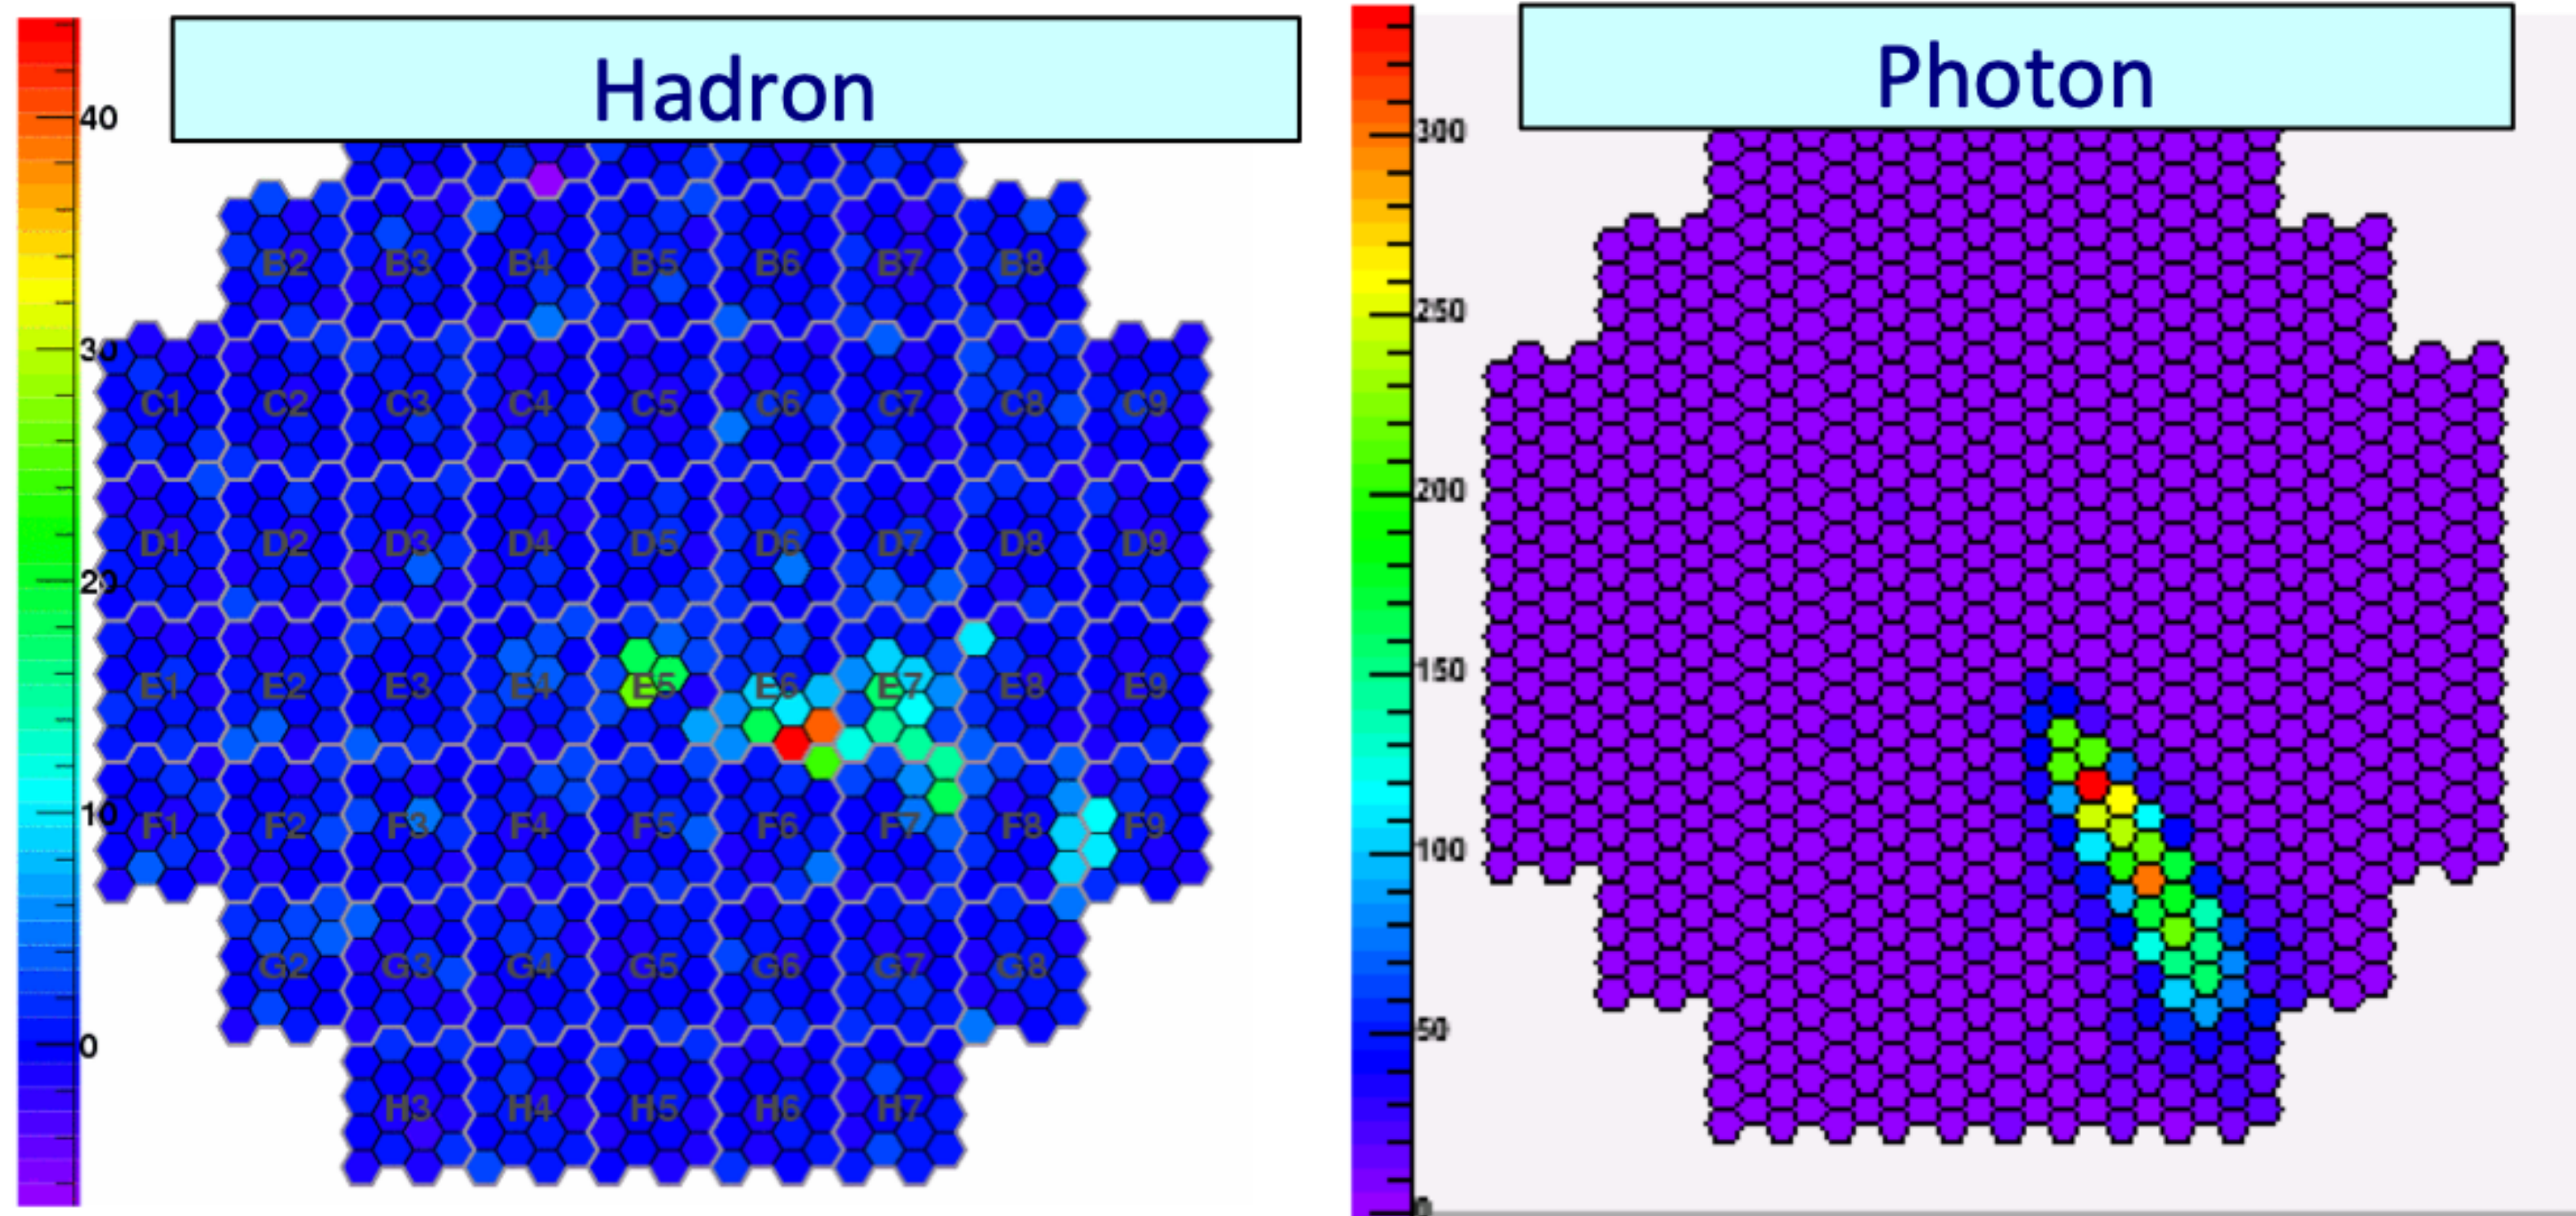 Hadron
Photon
40
30
20
10
0
B2 B3 B4 B5 B6 B7 B8
C1 C2 C3 C4 C5 C6 C7 C8 C9
D1 D2 D3 D4 D5 D6 D7 D8 D9
E1 E2 E3 E4 E5 E6 E7 E8 E9
F1 F2 F3 F4 F5 F6 F7 F8 F9
G2 G3 G4 G5 G6 G7 G8
H3 H4 H5 H6 H7
300
250
200
150
100
50
0